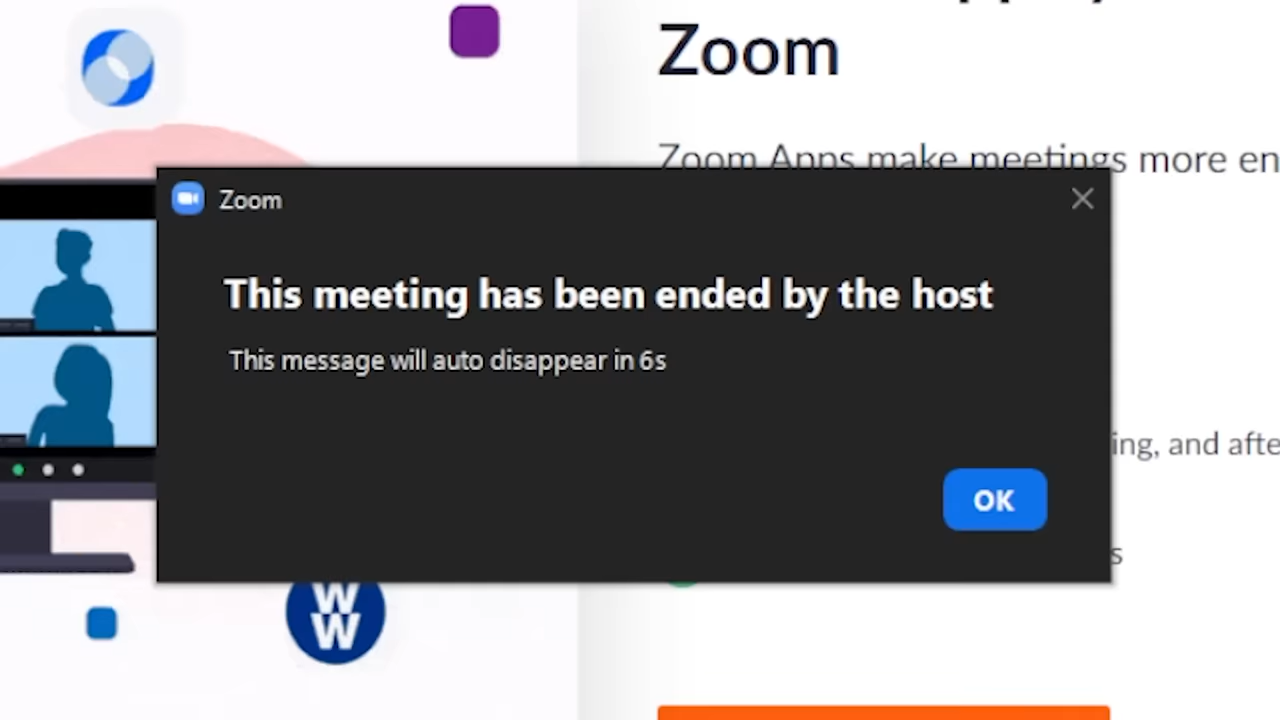 Zoom
Zoom Apps make meetings more en
Zoom
This meeting has been ended by the host
This message will auto disappear in 6s
ing, and afte
OK
s
W
W